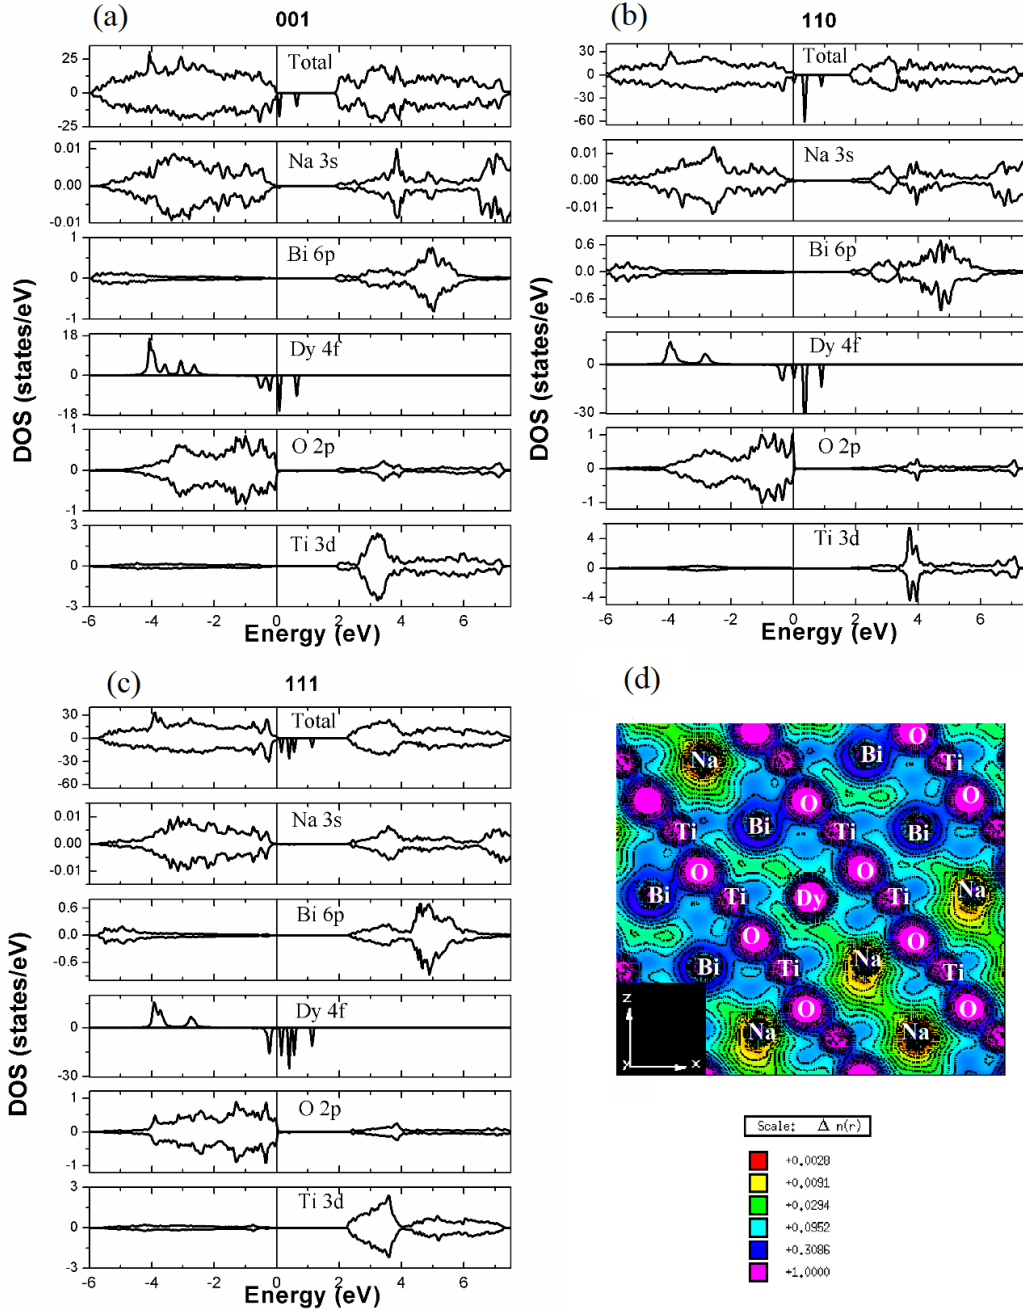 (a)
001
DOS (states/eV)
25
0
-25
Total
0.01
0.00
-0.01
Na 3s
1
0
-1
Bi 6p
18
0
-18
Dy 4f
1
0
-1
O 2p
3
0
-3
Ti 3d
-6 -4 -2 0 2 4 6
Energy (eV)
(b)
110
DOS (states/eV)
30
0
-30
-60
Total
0.01
0.00
-0.01
Na 3s
0.6
0.0
-0.6
Bi 6p
0
-30
Dy 4f
1
0
-1
O 2p
4
0
-4
Ti 3d
-6 -4 -2 0 2 4 6
Energy (eV)
(c)
111
DOS (states/eV)
30
0
-30
-60
Total
0.01
0.00
-0.01
Na 3s
0.6
0.0
-0.6
Bi 6p
0
-30
Dy 4f
1
0
-1
O 2p
3
0
-3
Ti 3d
-6 -4 -2 0 2 4 6
Energy (eV)
(d)
O
Na Bi Ti
O O
Ti Bi Ti Bi
O O
Bi Ti Dy Ti Na
O O
Bi Ti Na Ti
O O
Na Na
z
x x
Scale: Δ n(r)
+0.0028
+0.0091
+0.0294
+0.0952
+0.3086
+1.0000